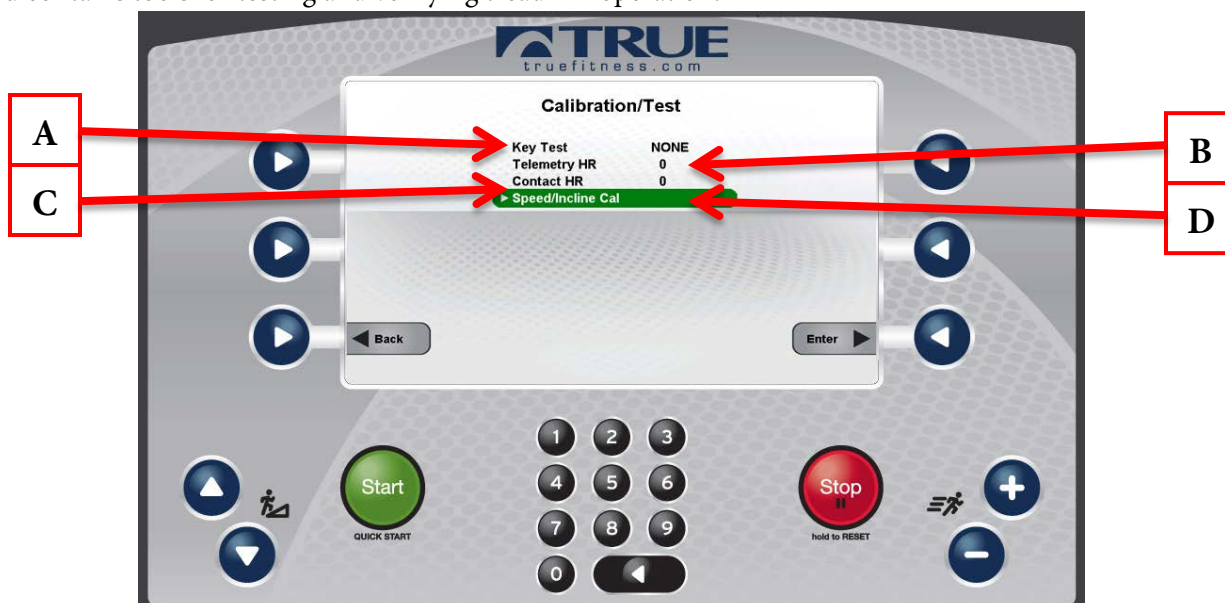 TRUE
truefitness.com
Calibration/Test
A
Key Test NONE
B
Telemetry HR 0
C
Contact HR 0
D
Speed/Incline Cal
Back
Enter
1 2 3
Start
4 5 6
Stop
QUICK START
7 8 9
hold to RESET
0